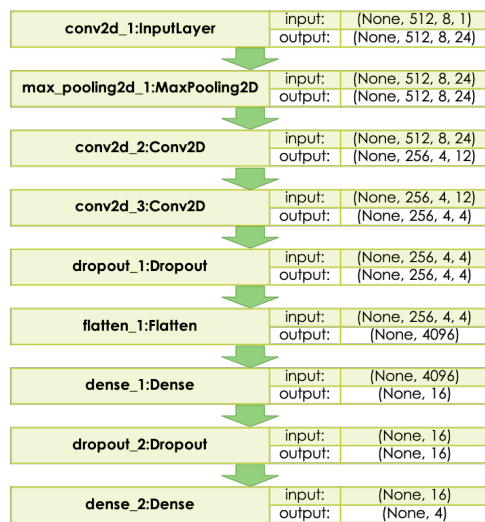 conv2d_1:InputLayer
input: (None, 512, 8, 1)
output: (None, 512, 8, 24)
max_pooling2d_1:MaxPooling2D
input: (None, 512, 8, 24)
output: (None, 512, 8, 24)
conv2d_2:Conv2D
input: (None, 512, 8, 24)
output: (None, 256, 4, 12)
conv2d_3:Conv2D
input: (None, 256, 4, 12)
output: (None, 256, 4, 4)
dropout_1:Dropout
input: (None, 256, 4, 4)
output: (None, 256, 4, 4)
flatten_1:Flatten
input: (None, 256, 4, 4)
output: (None, 4096)
dense_1:Dense
input: (None, 4096)
output: (None, 16)
dropout_2:Dropout
input: (None, 16)
output: (None, 16)
dense_2:Dense
input: (None, 16)
output: (None, 4)